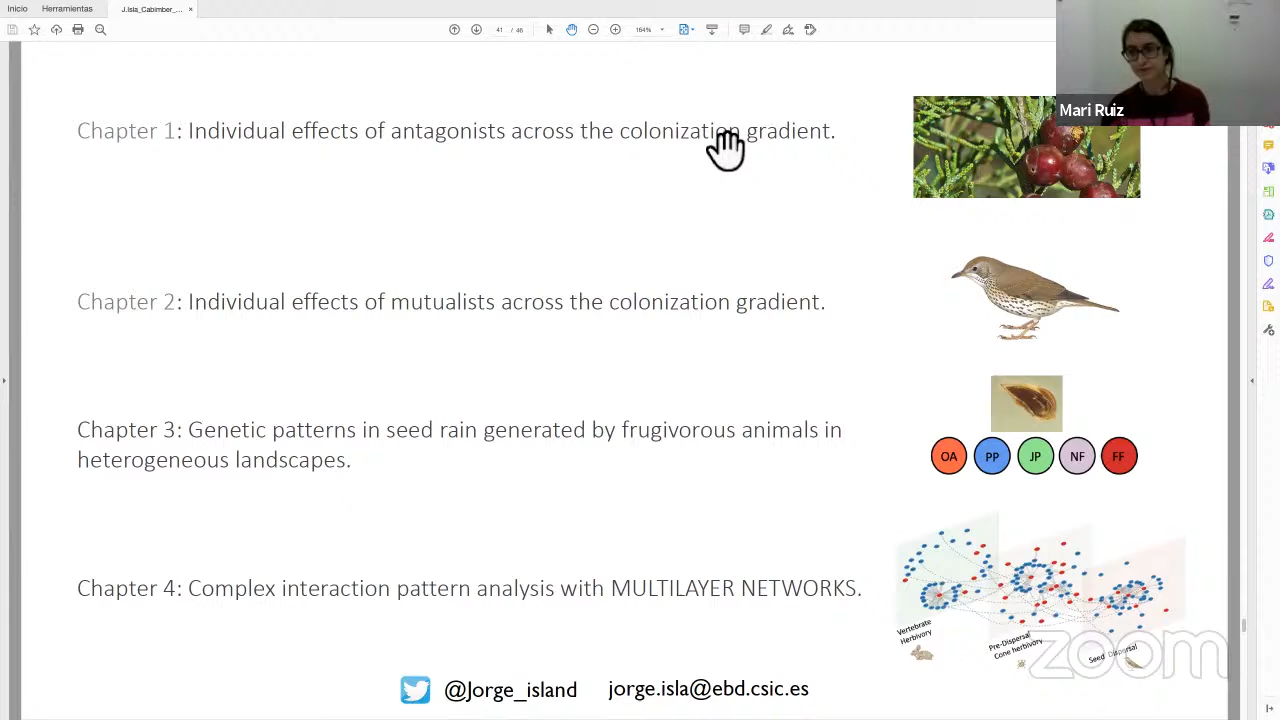 Inicio Herramientas J.Isla_Cabimber_... ×
41 / 46 164%
Mari Ruiz
Chapter 1: Individual effects of antagonists across the colonization gradient.
Chapter 2: Individual effects of mutualists across the colonization gradient.
Chapter 3: Genetic patterns in seed rain generated by frugivorous animals in
heterogeneous landscapes.
OA PP JP NF FF
Chapter 4: Complex interaction pattern analysis with MULTILAYER NETWORKS.
Vertebrate
Herbivory
Pre-Dispersal
Cone herbivory
Seed Dispersal
zoom
@Jorge_island jorge.isla@ebd.csic.es